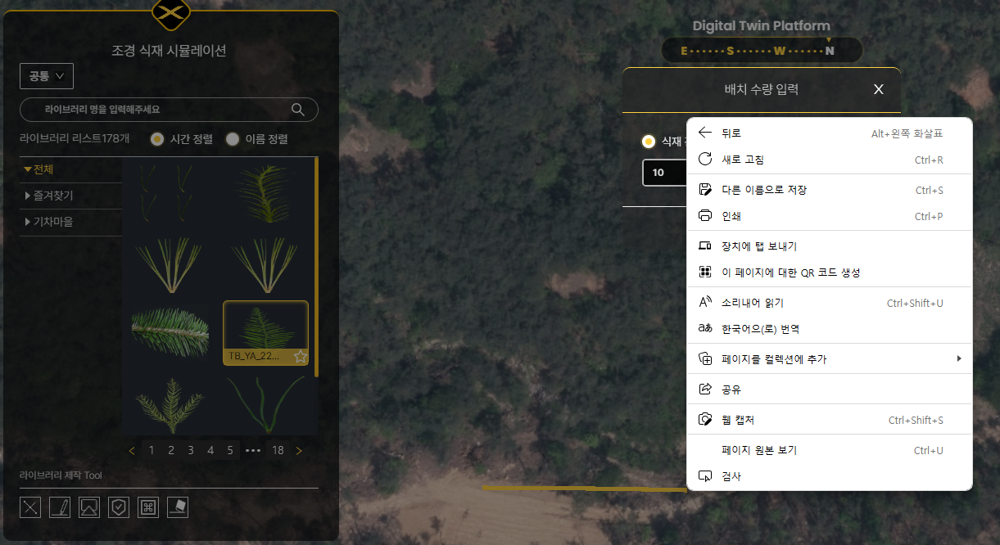 조경 식재 시뮬레이션
공통
라이브러리 명을 입력해주세요
라이브러리 리스트178개
시간 정렬
이름 정렬
전체
즐겨찾기
기차마을
TB_YA_22...
1 2 3 4 5 ••• 18
라이브러리 제작 Tool
Digital Twin Platform
E S W N
배치 수량 입력 X
식재
10
뒤로 Alt+왼쪽 화살표
새로 고침 Ctrl+R
다른 이름으로 저장 Ctrl+S
인쇄 Ctrl+P
장치에 탭 보내기
이 페이지에 대한 QR 코드 생성
소리내어 읽기 Ctrl+Shift+U
한국어으(로) 번역
페이지를 컬렉션에 추가
공유
웹 캡처 Ctrl+Shift+S
페이지 원본 보기 Ctrl+U
검사